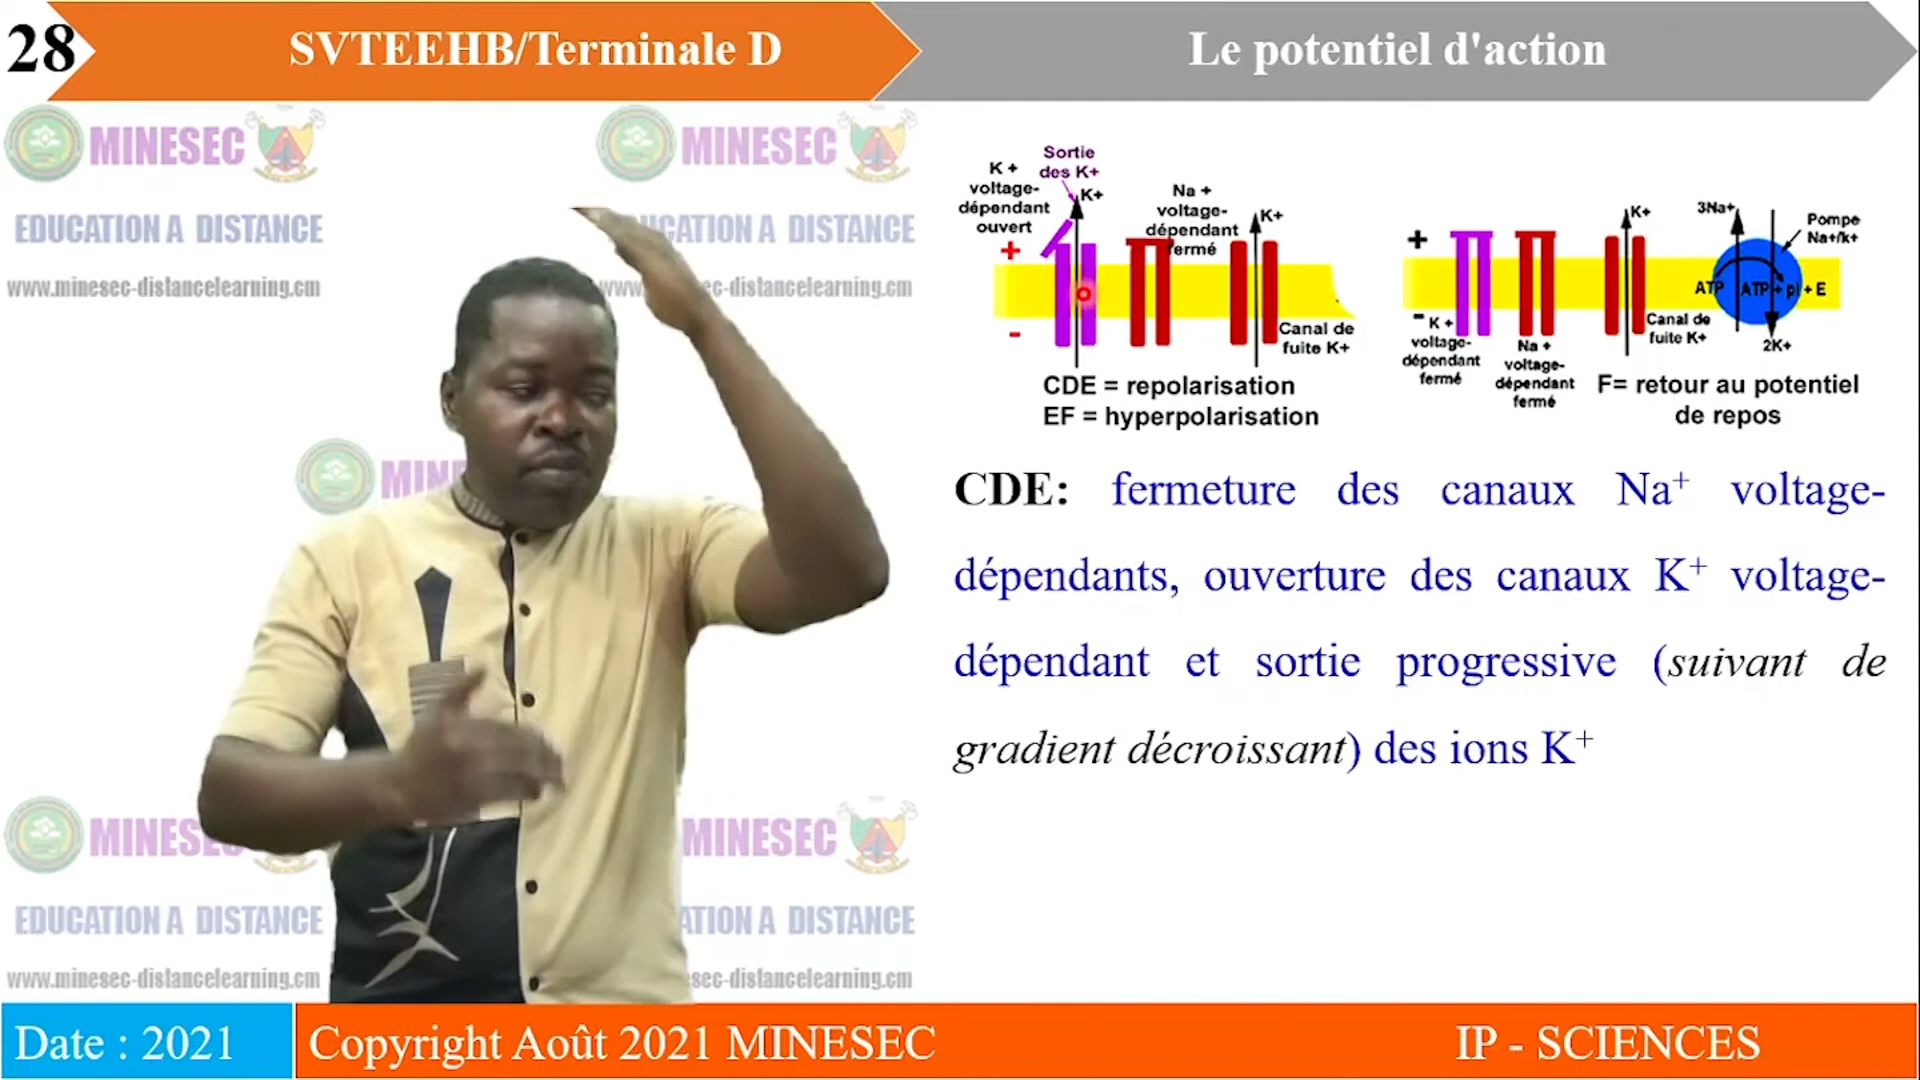 28
SVTEEHB/Terminale D
Le potentiel d'action
MINESEC
EDUCATION A DISTANCE
www.minesec-distancelearning.cm
MINESEC
EDUCATION A DISTANCE
www.minesec-distancelearning.cm
MINESEC
EDUCATION A DISTANCE
www.minesec-distancelearning.cm
MINESEC
Sortie
des K+
K+
K +
voltage-
dépendant
ouvert
+
-
Na +
voltage-
dépendant
fermé
K+
Canal de
fuite K+
CDE = repolarisation
EF = hyperpolarisation
+
-
K +
voltage-
dépendant
fermé
Na +
voltage-
dépendant
fermé
K+
Canal de
fuite K+
3Na+
Pompe
Na+/k+
ATP
ATP + pi + E
2K+
F= retour au potentiel
de repos
CDE: fermeture des canaux Na+ voltage-
dépendants, ouverture des canaux K+ voltage-
dépendant et sortie progressive (suivant de
gradient décroissant) des ions K+
Date : 2021
Copyright Août 2021 MINESEC
IP - SCIENCES